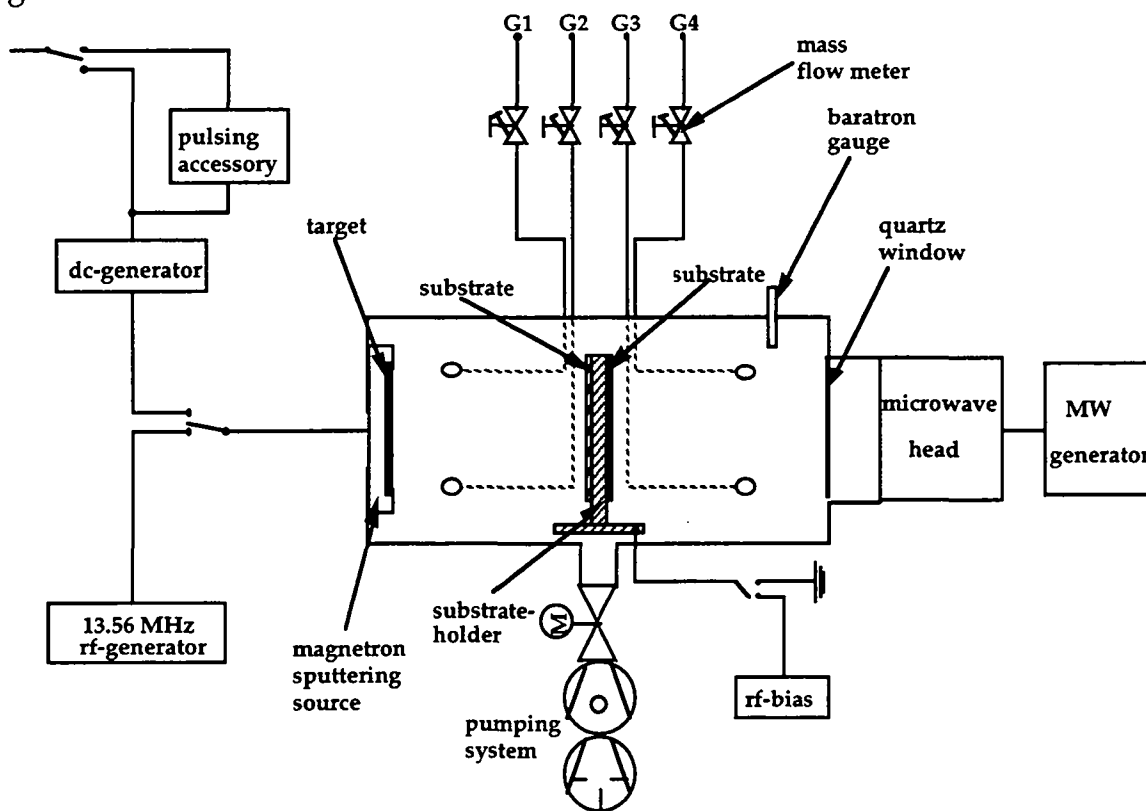 G1 G2 G3 G4
mass
flow meter
baratron
gauge
pulsing
accessory
target
quartz
window
dc-generator
substrate
substrate
microwave
head
MW
generator
substrate-
holder
M
13.56 MHz
rf-generator
magnetron
sputtering
source
rf-bias
pumping
system